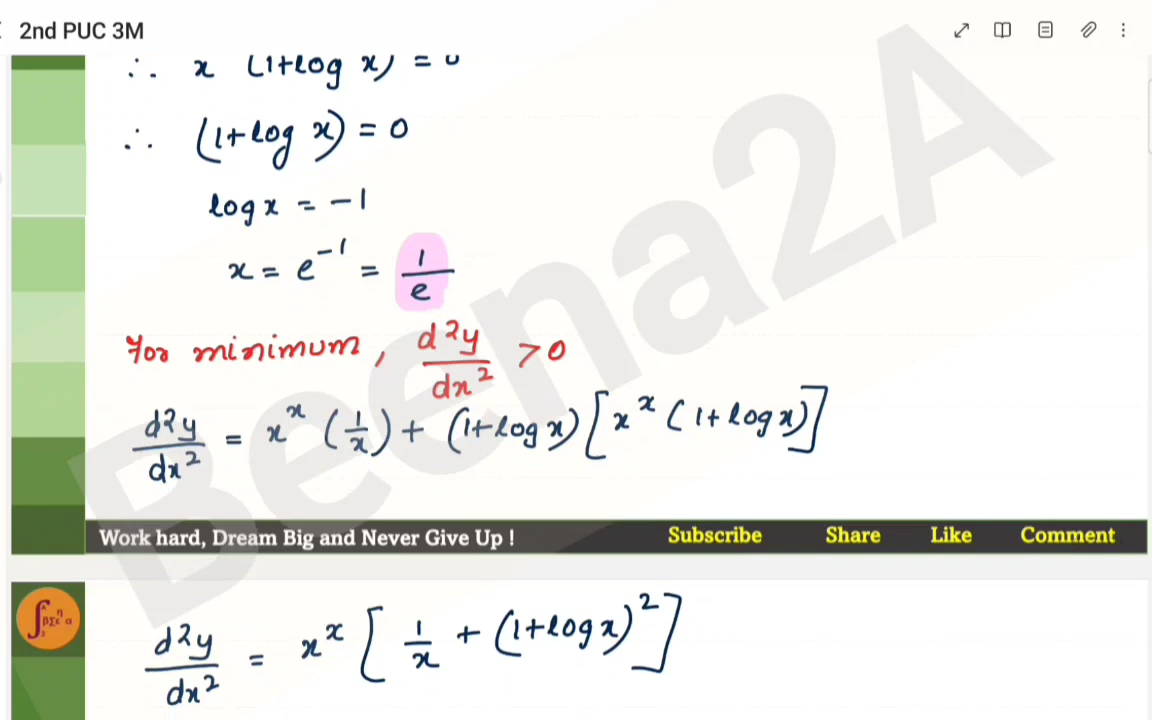 2nd PUC 3M
∴ x (1+log x) = 0
∴ (1+log x) = 0
log x = -1
x = e^-1 = 1/e
For minimum, d²y/dx² > 0
d²y/dx² = x^x (1/x) + (1+log x) [x^x (1+log x)]
Work hard, Dream Big and Never Give Up ! Subscribe Share Like Comment
d²y/dx² = x^x [1/x + (1+log x)²]
Beena2A